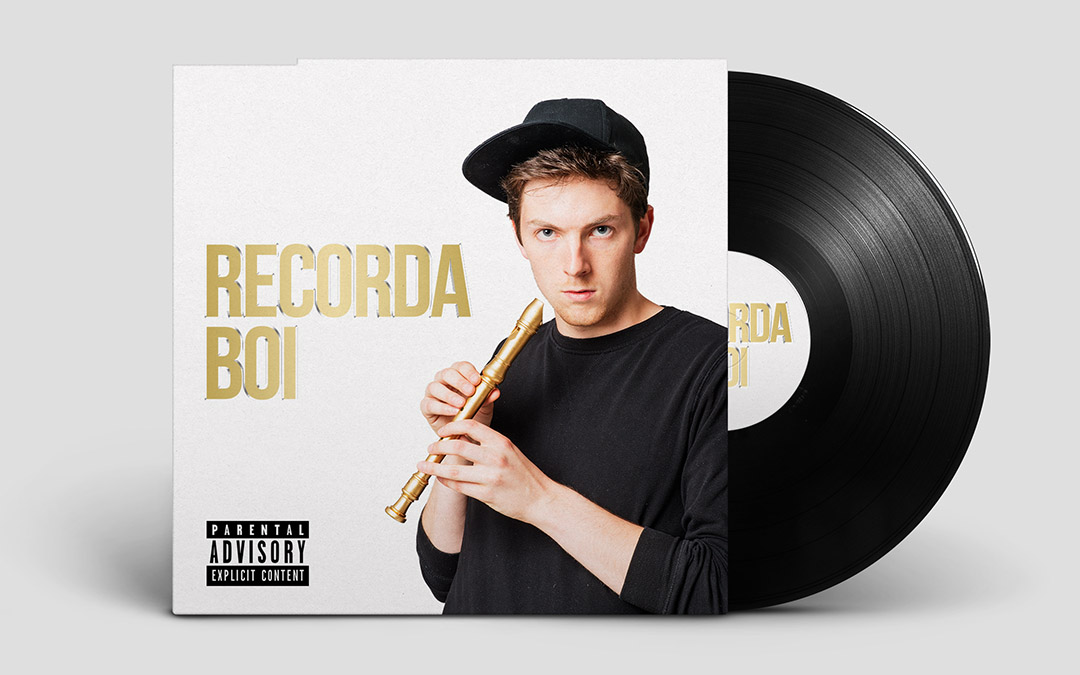 RECORDA
BOI
PARENTAL
ADVISORY
EXPLICIT CONTENT
RDA
OI